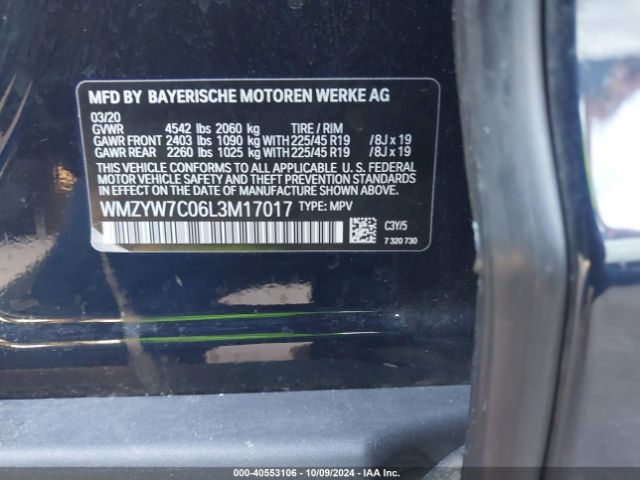 MFD BY BAYERISCHE MOTOREN WERKE AG
03/20
GVWR 4542 lbs 2060 kg TIRE / RIM
GAWR FRONT 2403 lbs 1090 kg WITH 225/45 R19 /8J x 19
GAWR REAR 2260 lbs 1025 kg WITH 225/45 R19 /8J x 19
THIS VEHICLE CONFORMS TO ALL APPLICABLE U. S. FEDERAL
MOTOR VEHICLE SAFETY AND THEFT PREVENTION STANDARDS
IN EFFECT ON THE DATE OF MANUFACTURE SHOWN ABOVE.
WMZYW7C06L3M17017 TYPE: MPV
C3Y/5
7 320 730
000-40553106 - 10/09/2024 - IAA Inc.